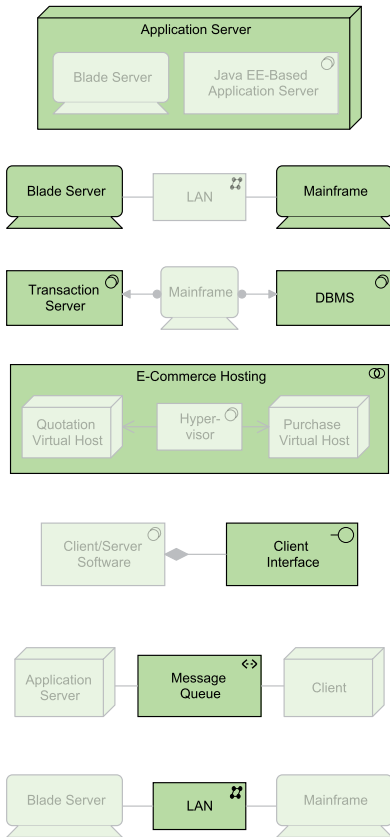 Application Server
Blade Server
Java EE-Based
Application Server
Blade Server
LAN
Mainframe
Transaction
Server
Mainframe
DBMS
E-Commerce Hosting
Quotation
Virtual Host
Hyper-
visor
Purchase
Virtual Host
Client/Server
Software
Client
Interface
Application
Server
Message
Queue
Client
Blade Server
LAN
Mainframe